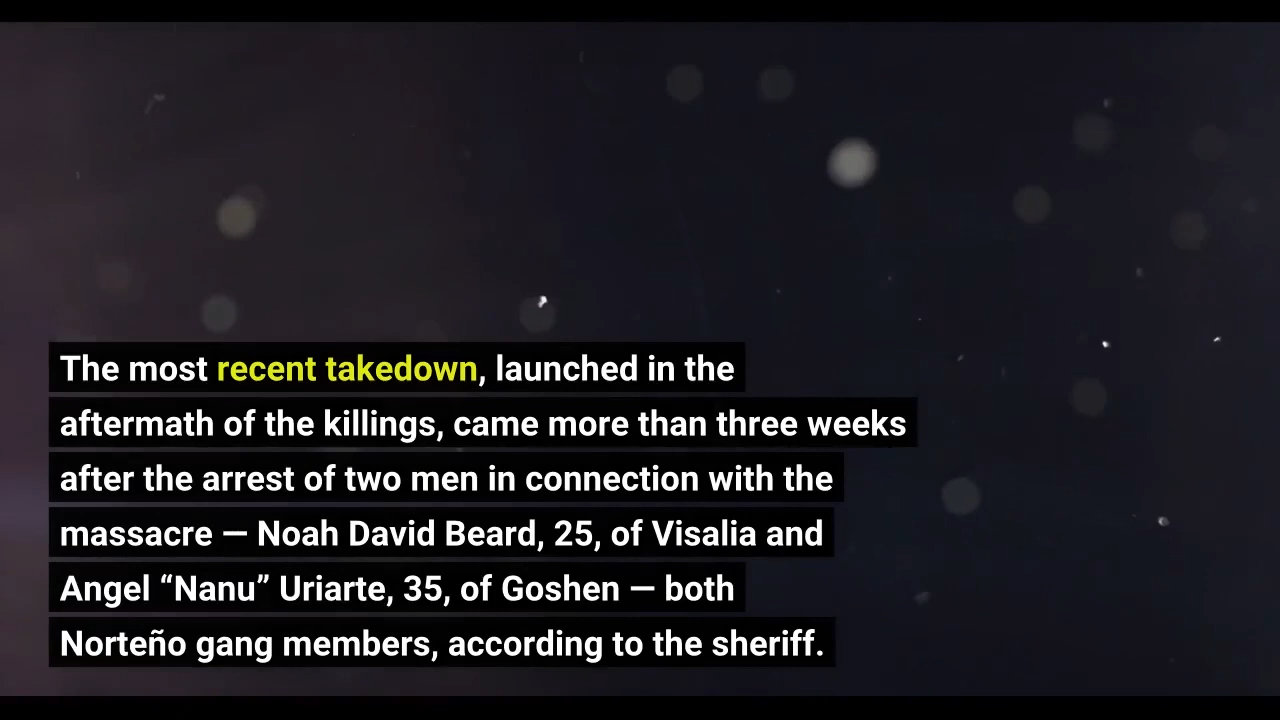 The most recent takedown, launched in the
aftermath of the killings, came more than three weeks
after the arrest of two men in connection with the
massacre — Noah David Beard, 25, of Visalia and
Angel “Nanu” Uriarte, 35, of Goshen — both
Norteño gang members, according to the sheriff.